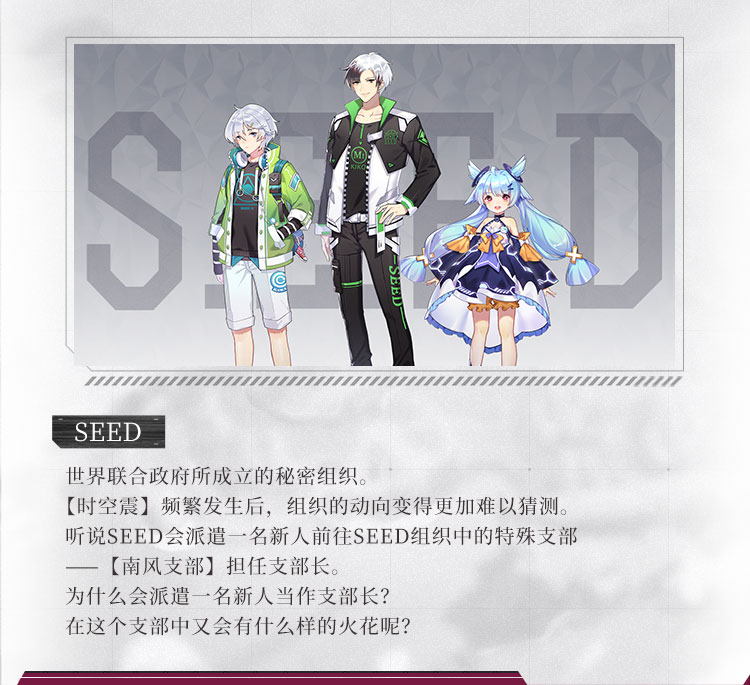 SEED
Mi
SEED
SEED
世界联合政府所成立的秘密组织。
【时空震】频繁发生后，组织的动向变得更加难以猜测。
听说SEED会派遣一名新人前往SEED组织中的特殊支部
——【南风支部】担任支部长。
为什么会派遣一名新人当作支部长？
在这个支部中又会有什么样的火花呢？